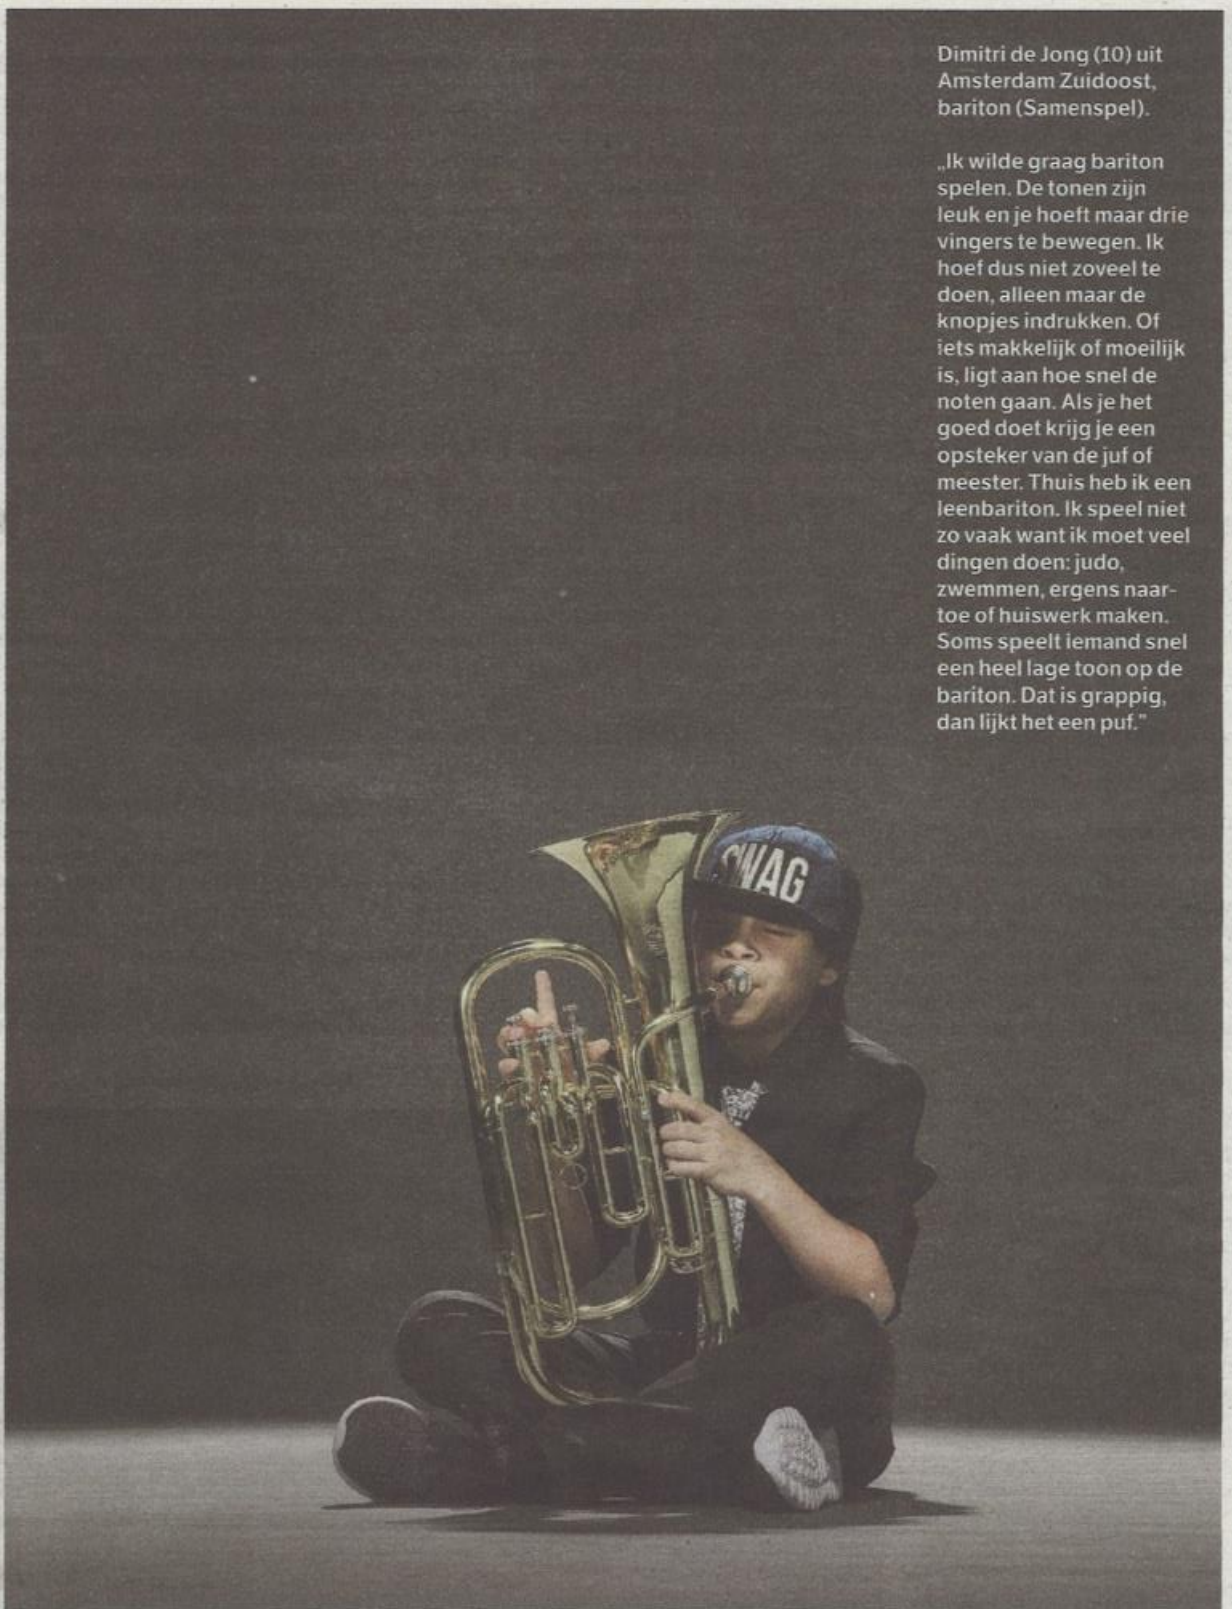 Dimitri de Jong (10) uit
Amsterdam Zuidoost,
bariton (Samenspel).
„Ik wilde graag bariton
spelen. De tonen zijn
leuk en je hoeft maar drie
vingers te bewegen. Ik
hoef dus niet zoveel te
doen, alleen maar de
knopjes indrukken. Of
iets makkelijk of moeilijk
is, ligt aan hoe snel de
noten gaan. Als je het
goed doet krijg je een
opsteker van de juf of
meester. Thuis heb ik een
leenbariton. Ik speel niet
zo vaak want ik moet veel
dingen doen: judo,
zwemmen, ergens naar-
toe of huiswerk maken.
Soms speelt iemand snel
een heel lage toon op de
bariton. Dat is grappig,
dan lijkt het een puf.”
SWAG